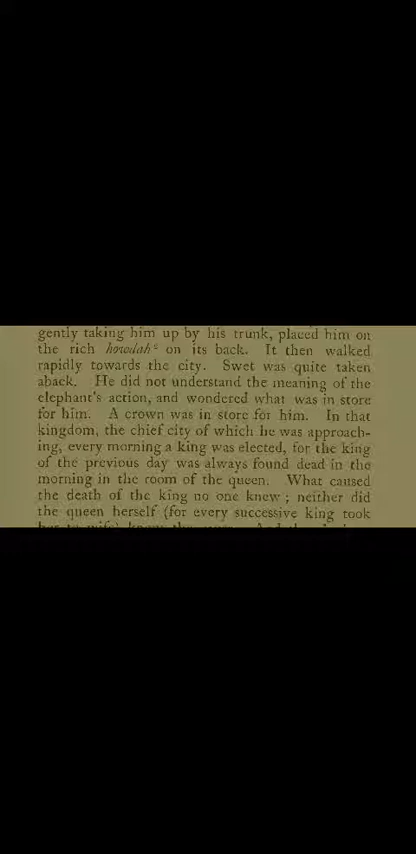 gently taking him up by his trunk, placed him on
the rich howdah² on its back. It then walked
rapidly towards the city. Swet was quite taken
aback. He did not understand the meaning of the
elephant's action, and wondered what was in store
for him. A crown was in store for him. In that
kingdom, the chief city of which he was approach-
ing, every morning a king was elected, for the king
of the previous day was always found dead in the
morning in the room of the queen. What caused
the death of the king no one knew ; neither did
the queen herself (for every successive king took
her to wife)